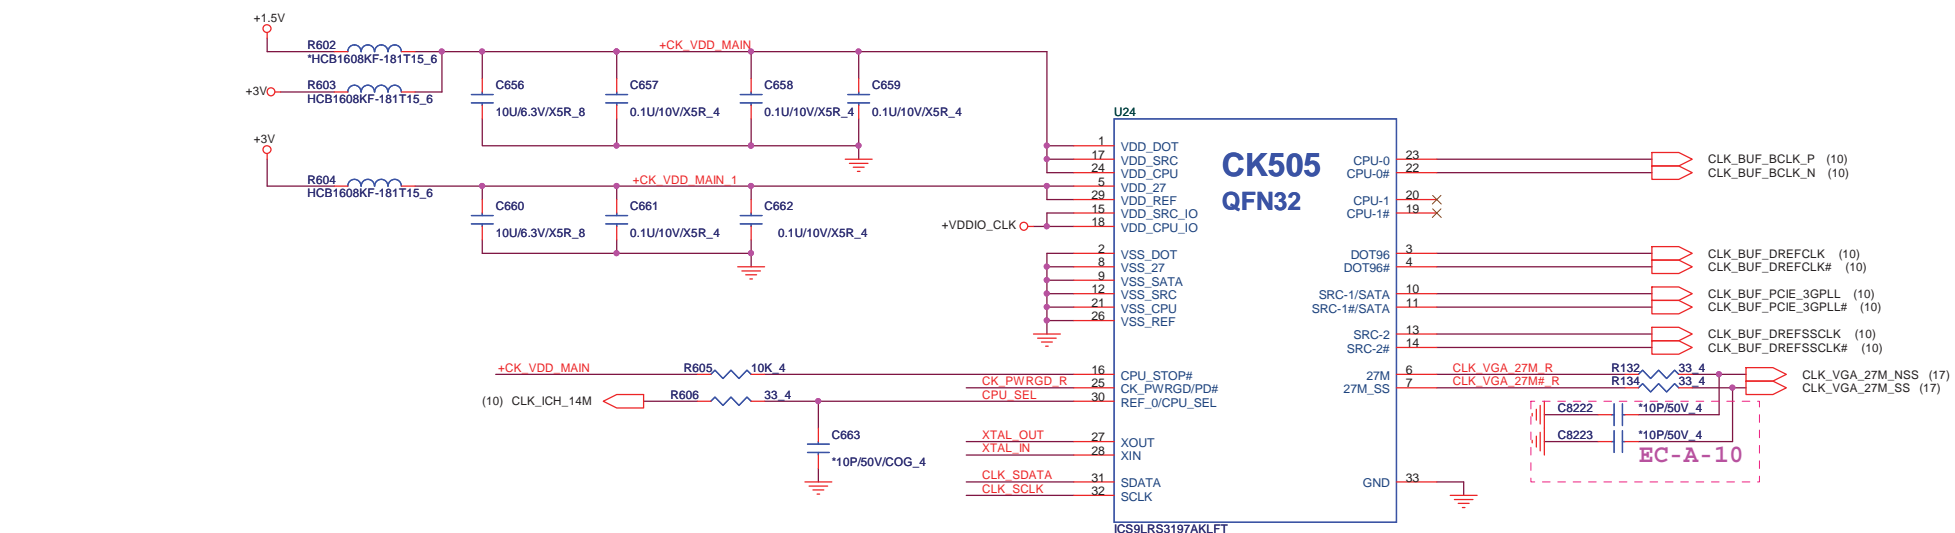 +1.5V
R602
*HCB1608KF-181T15_6
+CK_VDD_MAIN
R603
+3V
HCB1608KF-181T15_6
C656
10U/6.3V/X5R_8
C657
0.1U/10V/X5R_4
C658
0.1U/10V/X5R_4
C659
0.1U/10V/X5R_4
+3V
R604
HCB1608KF-181T15_6
+CK_VDD_MAIN_1
C660
10U/6.3V/X5R_8
C661
0.1U/10V/X5R_4
C662
0.1U/10V/X5R_4
+VDDIO_CLK
U24
CK505
QFN32
1 VDD_DOT
17 VDD_SRC
24 VDD_CPU
5 VDD_27
29 VDD_REF
15 VDD_SRC_IO
18 VDD_CPU_IO
2 VSS_DOT
8 VSS_27
9 VSS_SATA
12 VSS_SRC
21 VSS_CPU
26 VSS_REF
+CK_VDD_MAIN R605 10K_4 16 CPU_STOP#
CK_PWRGD_R 25 CK_PWRGD/PD#
(10) CLK_ICH_14M R606 33_4 CPU_SEL 30 REF_0/CPU_SEL
C663
*10P/50V/COG_4
XTAL_OUT 27 XOUT
XTAL_IN 28 XIN
CLK_SDATA 31 SDATA
CLK_SCLK 32 SCLK
ICS9LRS3197AKLFT
CPU-0 23 CLK_BUF_BCLK_P (10)
CPU-0# 22 CLK_BUF_BCLK_N (10)
CPU-1 20
CPU-1# 19
DOT96 3 CLK_BUF_DREFCLK (10)
DOT96# 4 CLK_BUF_DREFCLK# (10)
SRC-1/SATA 10 CLK_BUF_PCIE_3GPLL (10)
SRC-1#/SATA 11 CLK_BUF_PCIE_3GPLL# (10)
SRC-2 13 CLK_BUF_DREFSSCLK (10)
SRC-2# 14 CLK_BUF_DREFSSCLK# (10)
27M 6 CLK_VGA_27M_R R132 33_4 CLK_VGA_27M_NSS (17)
27M_SS 7 CLK_VGA_27M#_R R134 33_4 CLK_VGA_27M_SS (17)
C8222 *10P/50V_4
C8223 *10P/50V_4
EC-A-10
GND 33